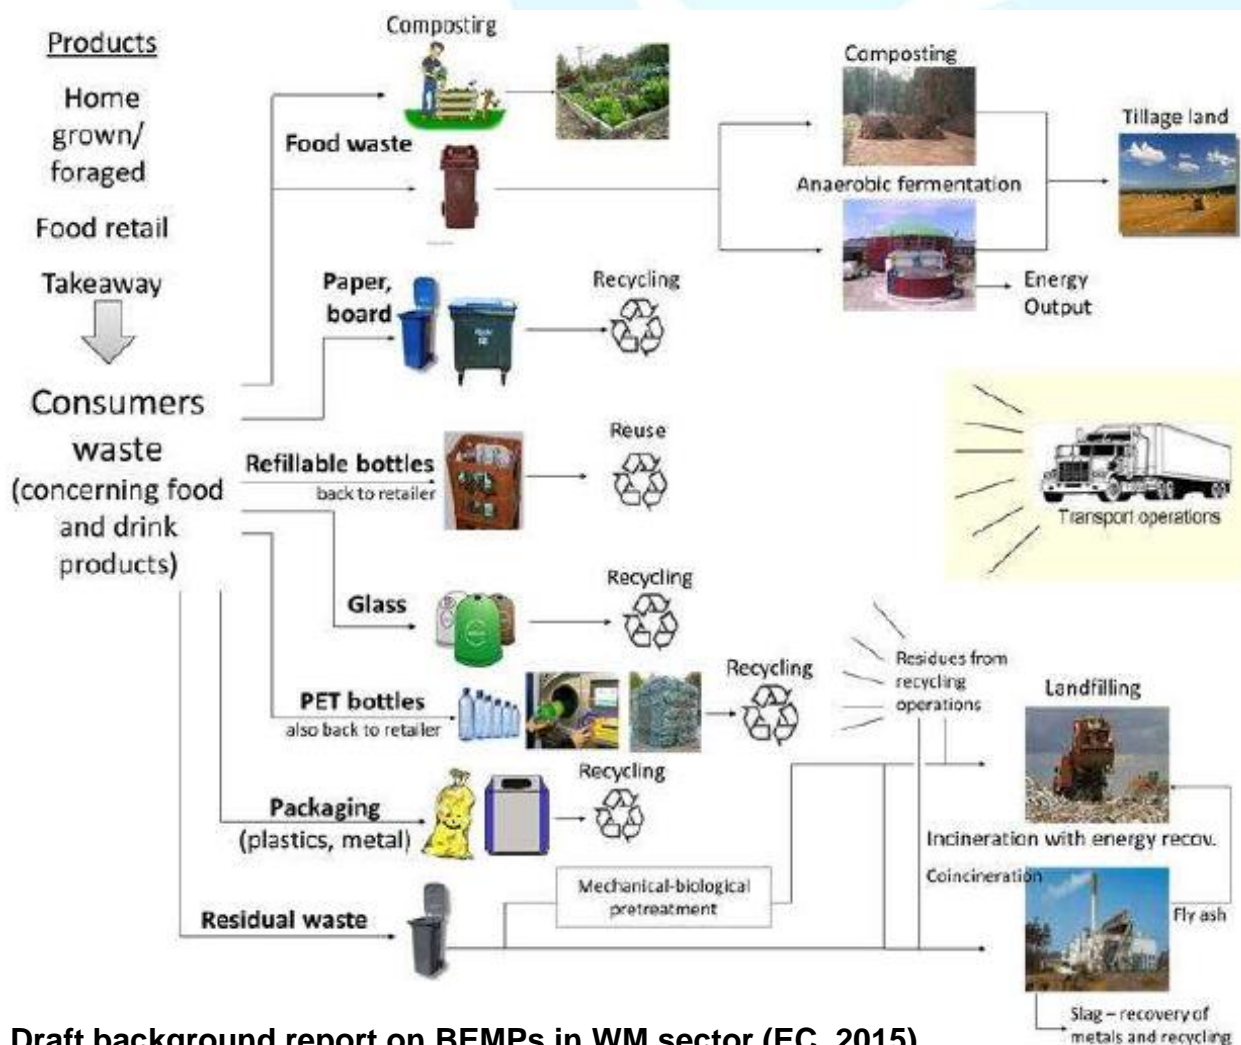 Products
Home
grown/
foraged
Food retail
Takeaway
Consumers
waste
(concerning food
and drink
products)
Composting
Food waste
Composting
Anaerobic fermentation
Tillage land
Energy
Output
Paper,
board
Recycling
Refillable bottles
back to retailer
Reuse
Transport operations
Glass
Recycling
PET bottles
also back to retailer
Recycling
Residues from
recycling
operations
Landfilling
Packaging
(plastics, metal)
Recycling
Incineration with energy recov.
Coincineration
Mechanical-biological
pretreatment
Residual waste
Fly ash
Slag – recovery of
metals and recycling
Draft background report on BEMPs in WM sector (EC, 2015)